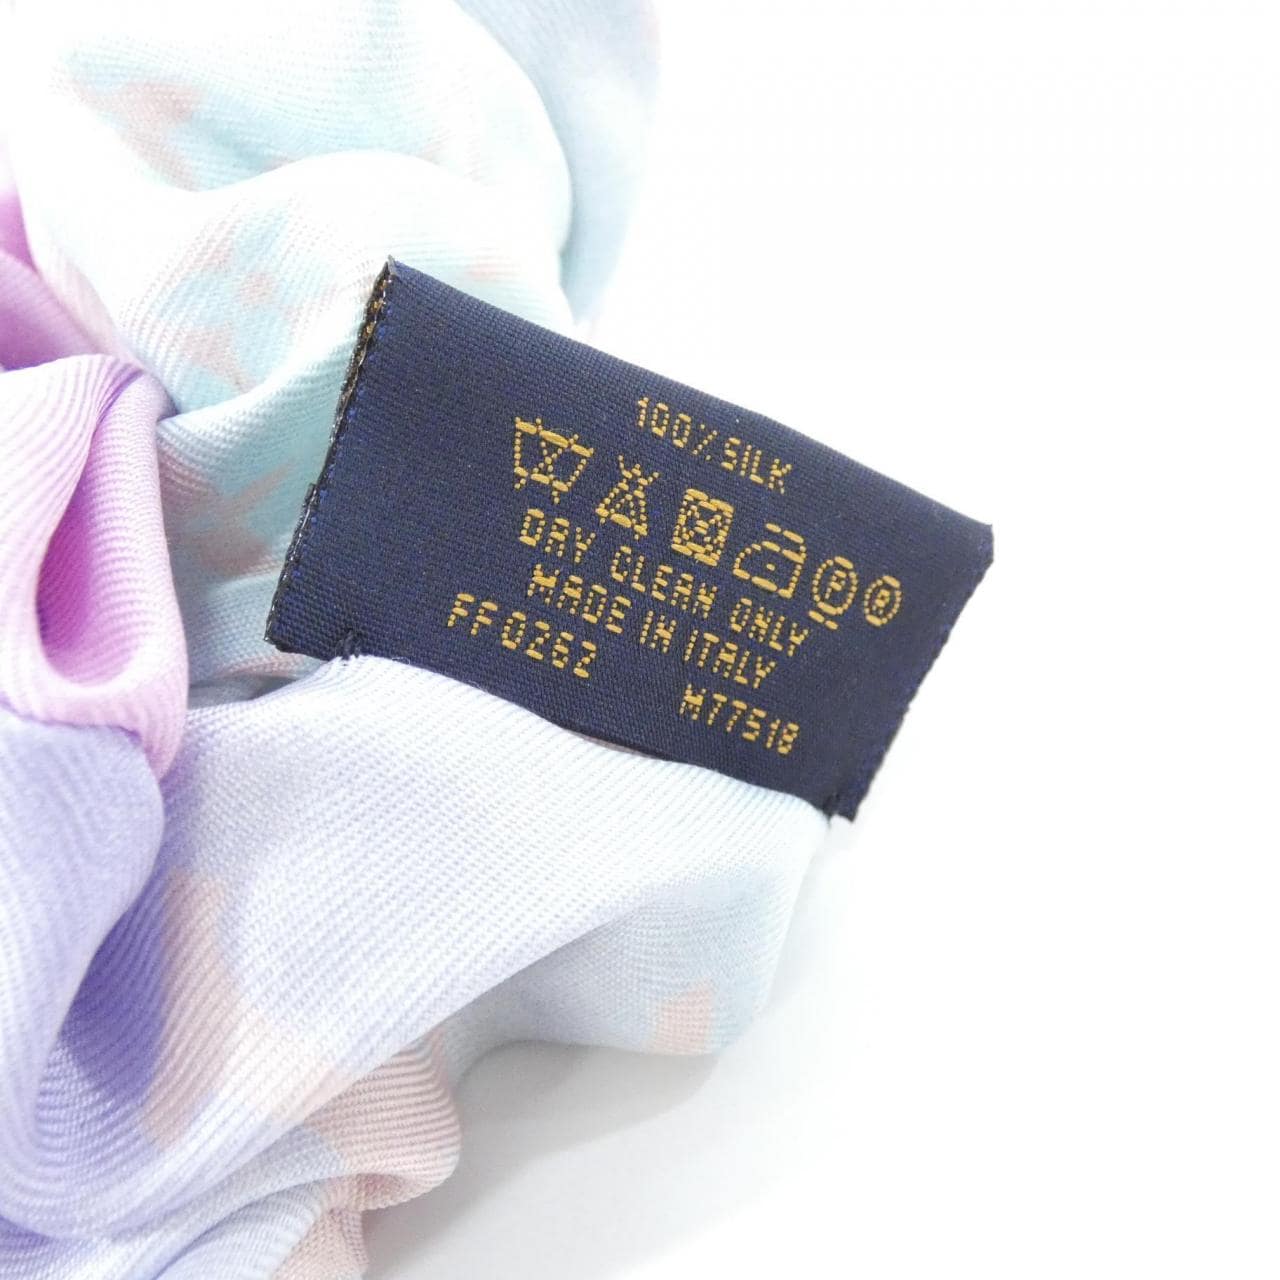 100% SILK
P R
DRY CLEAN ONLY
MADE IN ITALY
FF0262
M77518